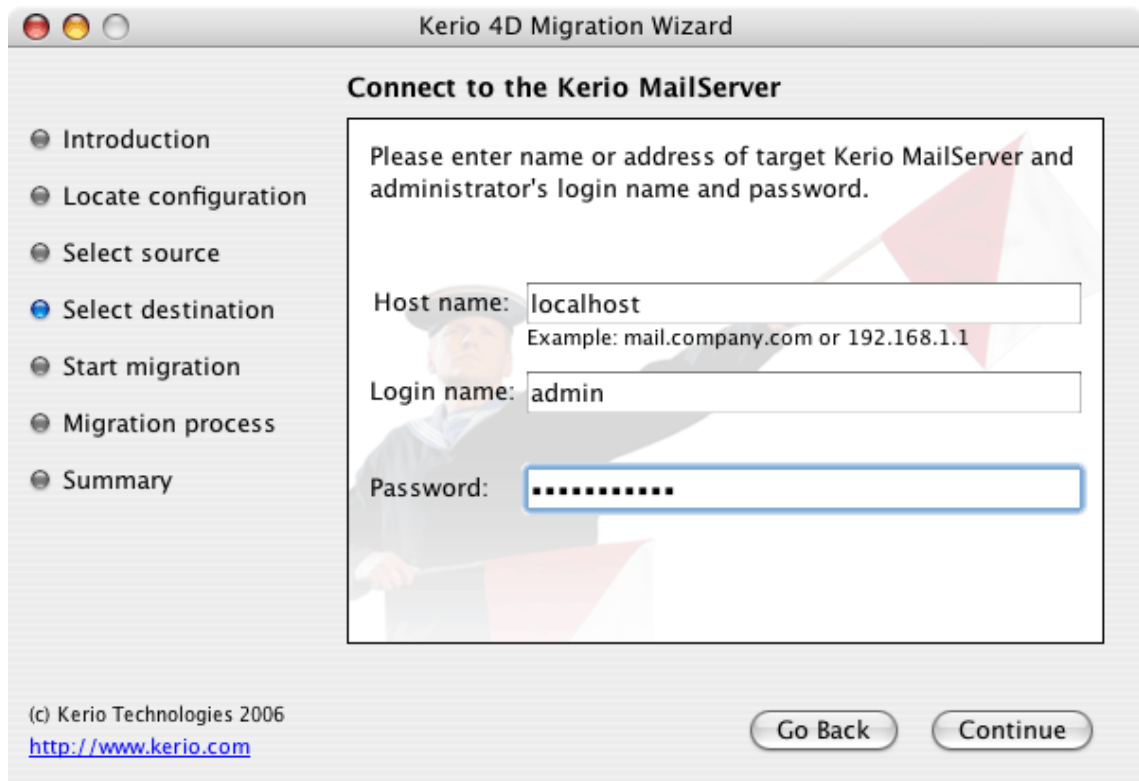 Kerio 4D Migration Wizard
Connect to the Kerio MailServer
Introduction
Locate configuration
Select source
Select destination
Start migration
Migration process
Summary
Please enter name or address of target Kerio MailServer and
administrator's login name and password.
Host name: localhost
Example: mail.company.com or 192.168.1.1
Login name: admin
Password: ▪▪▪▪▪▪▪▪▪▪▪
(c) Kerio Technologies 2006
http://www.kerio.com
Go Back Continue